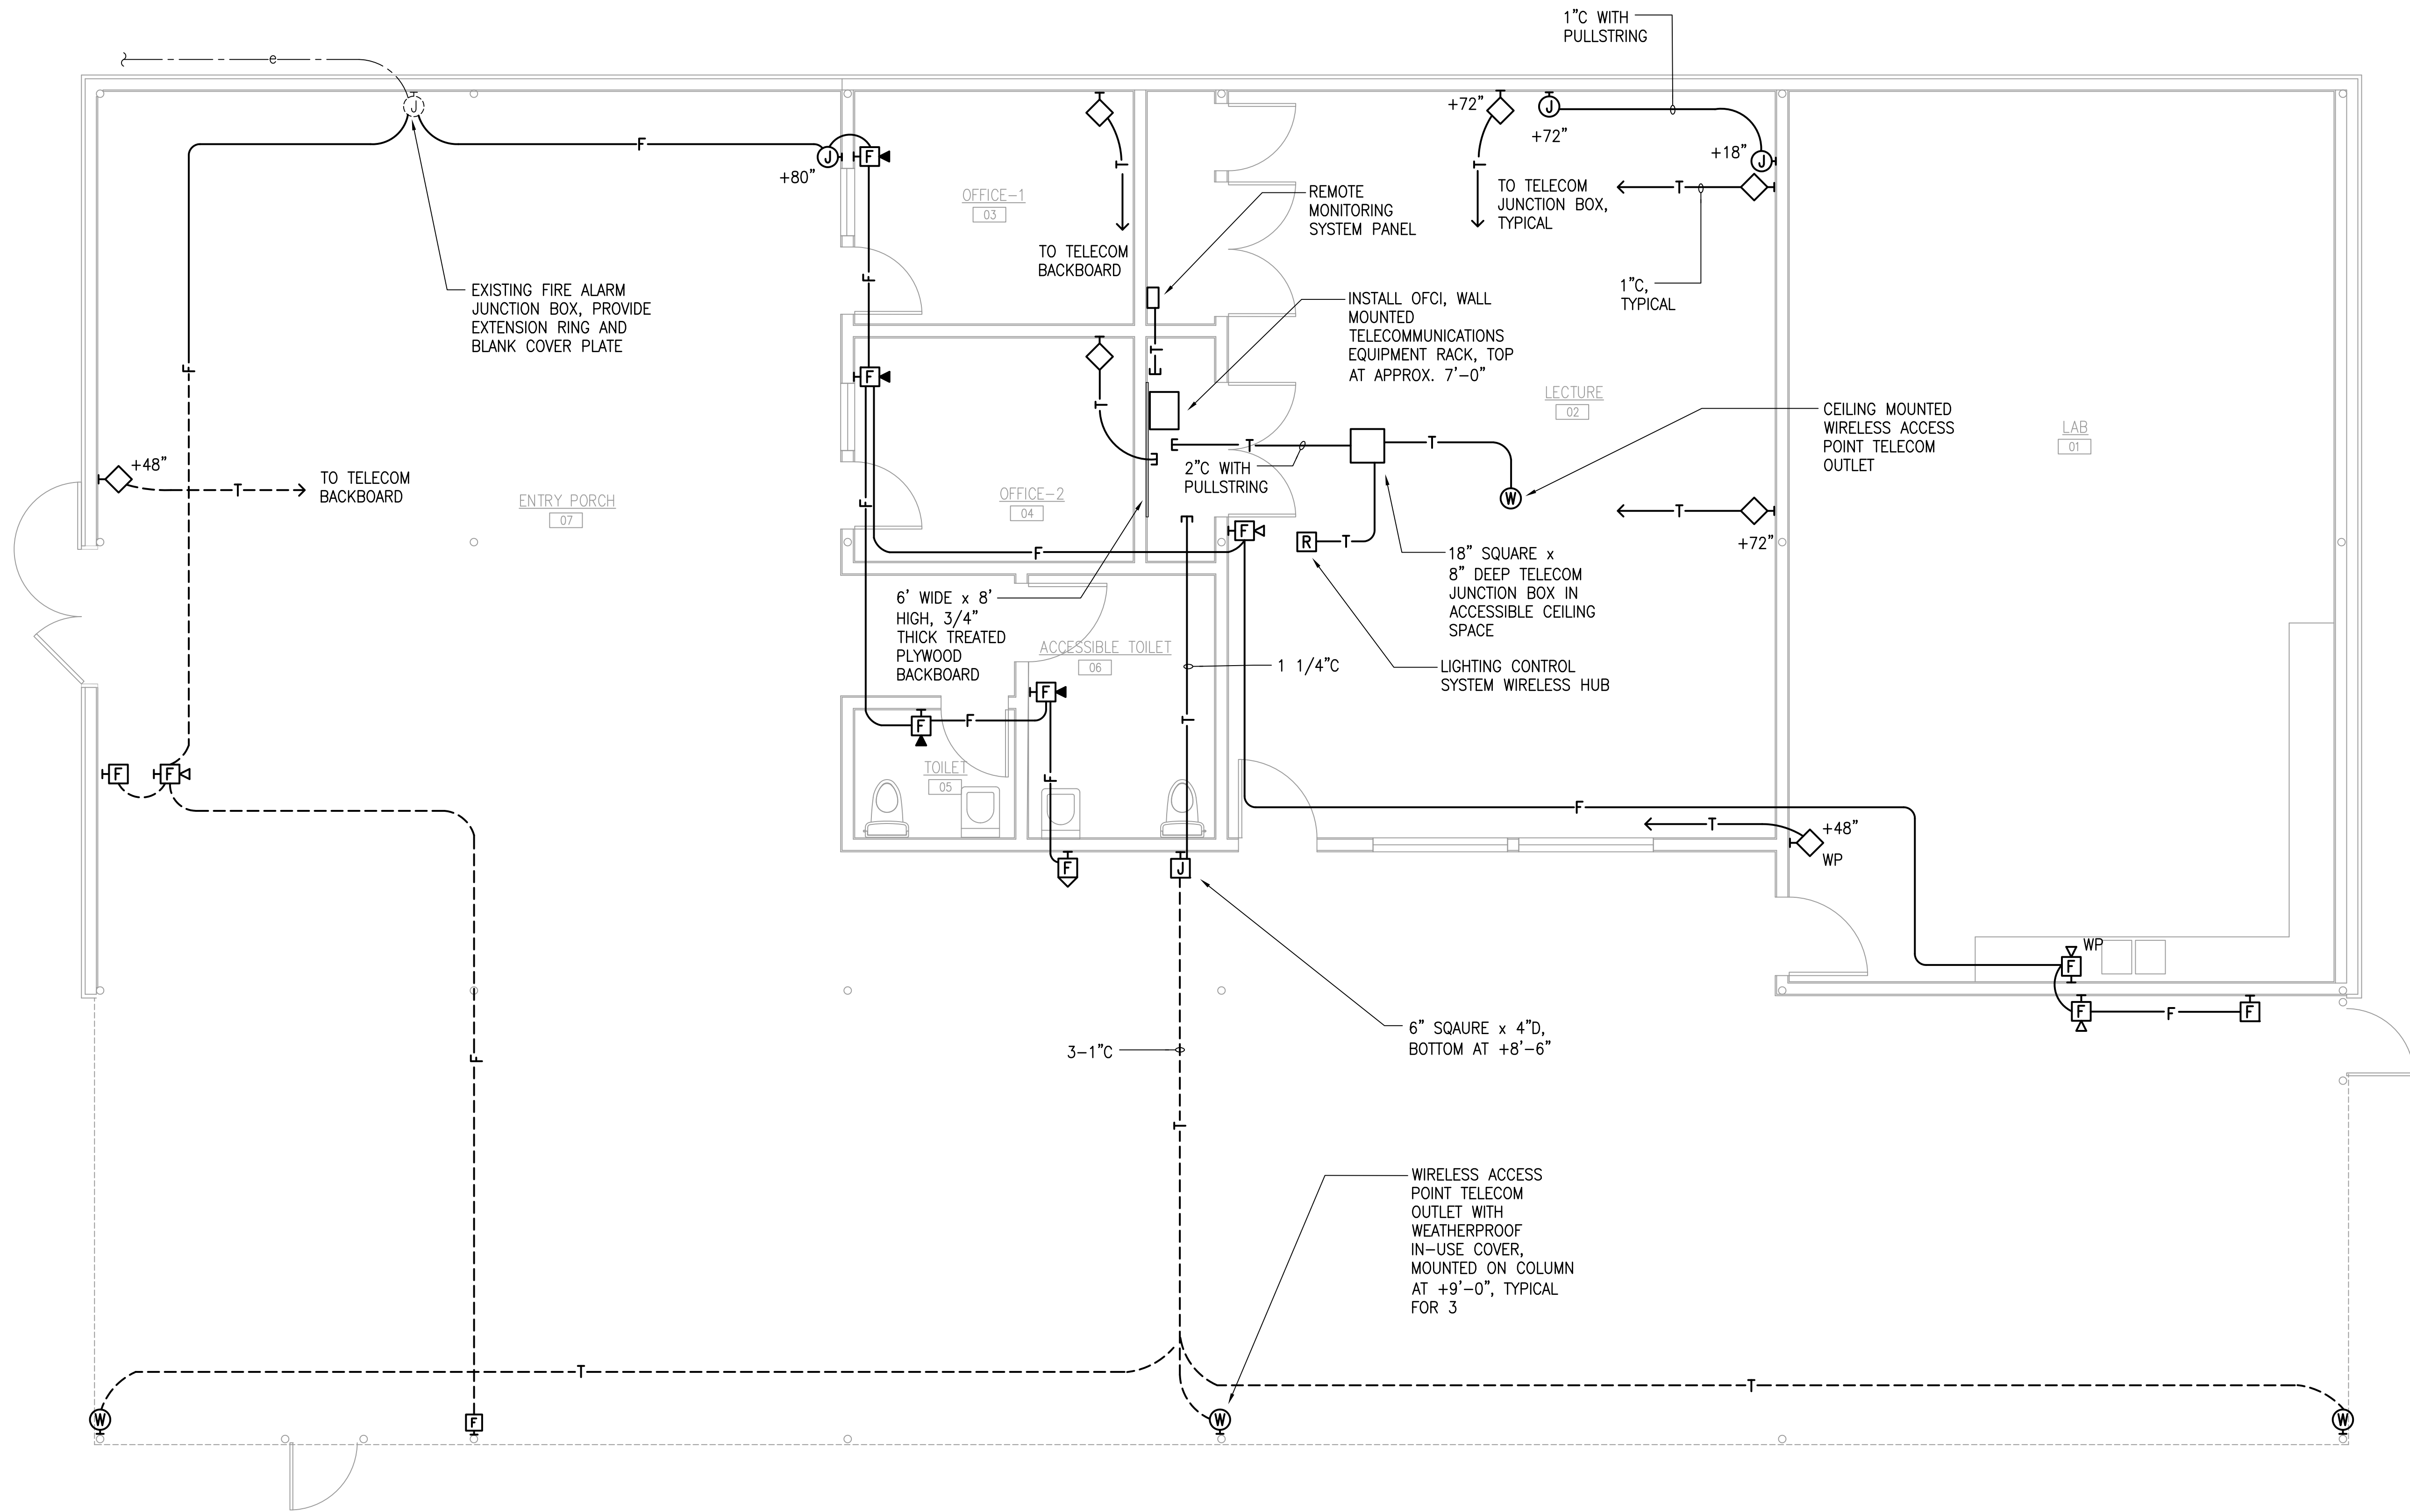 1"C WITH
PULLSTRING
e
J
+72"
J
+72"
+18"
J
F
J
F
+80"
T
T
T
TO TELECOM
JUNCTION BOX,
TYPICAL
OFFICE-1
03
REMOTE
MONITORING
SYSTEM PANEL
TO TELECOM
BACKBOARD
F
1"C,
TYPICAL
EXISTING FIRE ALARM
JUNCTION BOX, PROVIDE
EXTENSION RING AND
BLANK COVER PLATE
INSTALL OFCI, WALL
MOUNTED
TELECOMMUNICATIONS
EQUIPMENT RACK, TOP
AT APPROX. 7'-0"
T
F
F
T
LECTURE
02
CEILING MOUNTED
WIRELESS ACCESS
POINT TELECOM
OUTLET
LAB
01
T
T
+48"
TO TELECOM
BACKBOARD
T
2"C WITH
PULLSTRING
W
ENTRY PORCH
07
OFFICE-2
04
F
T
+72"
F
F
R
T
18" SQUARE x
8" DEEP TELECOM
JUNCTION BOX IN
ACCESSIBLE CEILING
SPACE
6' WIDE x 8'
HIGH, 3/4"
THICK TREATED
PLYWOOD
BACKBOARD
ACCESSIBLE TOILET
06
1 1/4"C
LIGHTING CONTROL
SYSTEM WIRELESS HUB
F
F
F
T
TOILET
05
F
F
F
F
T
+48"
WP
F
J
WP
F
F
F
F
6" SQAURE x 4"D,
BOTTOM AT +8'-6"
3-1"C
F
T
WIRELESS ACCESS
POINT TELECOM
OUTLET WITH
WEATHERPROOF
IN-USE COVER,
MOUNTED ON COLUMN
AT +9'-0", TYPICAL
FOR 3
T
T
W
F
W
W